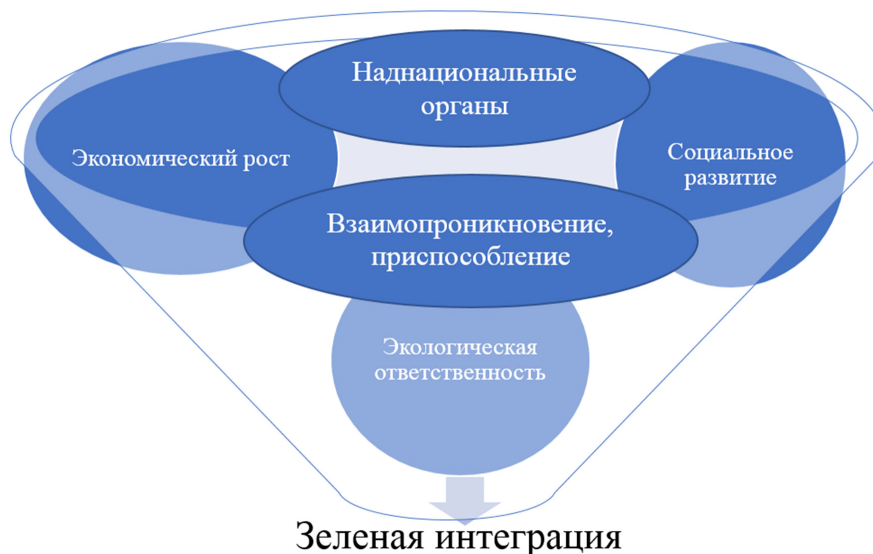 Наднациональные
органы
Экономический рост
Социальное
развитие
Взаимопроникновение,
приспособление
Экологическая
ответственность
Зеленая интеграция